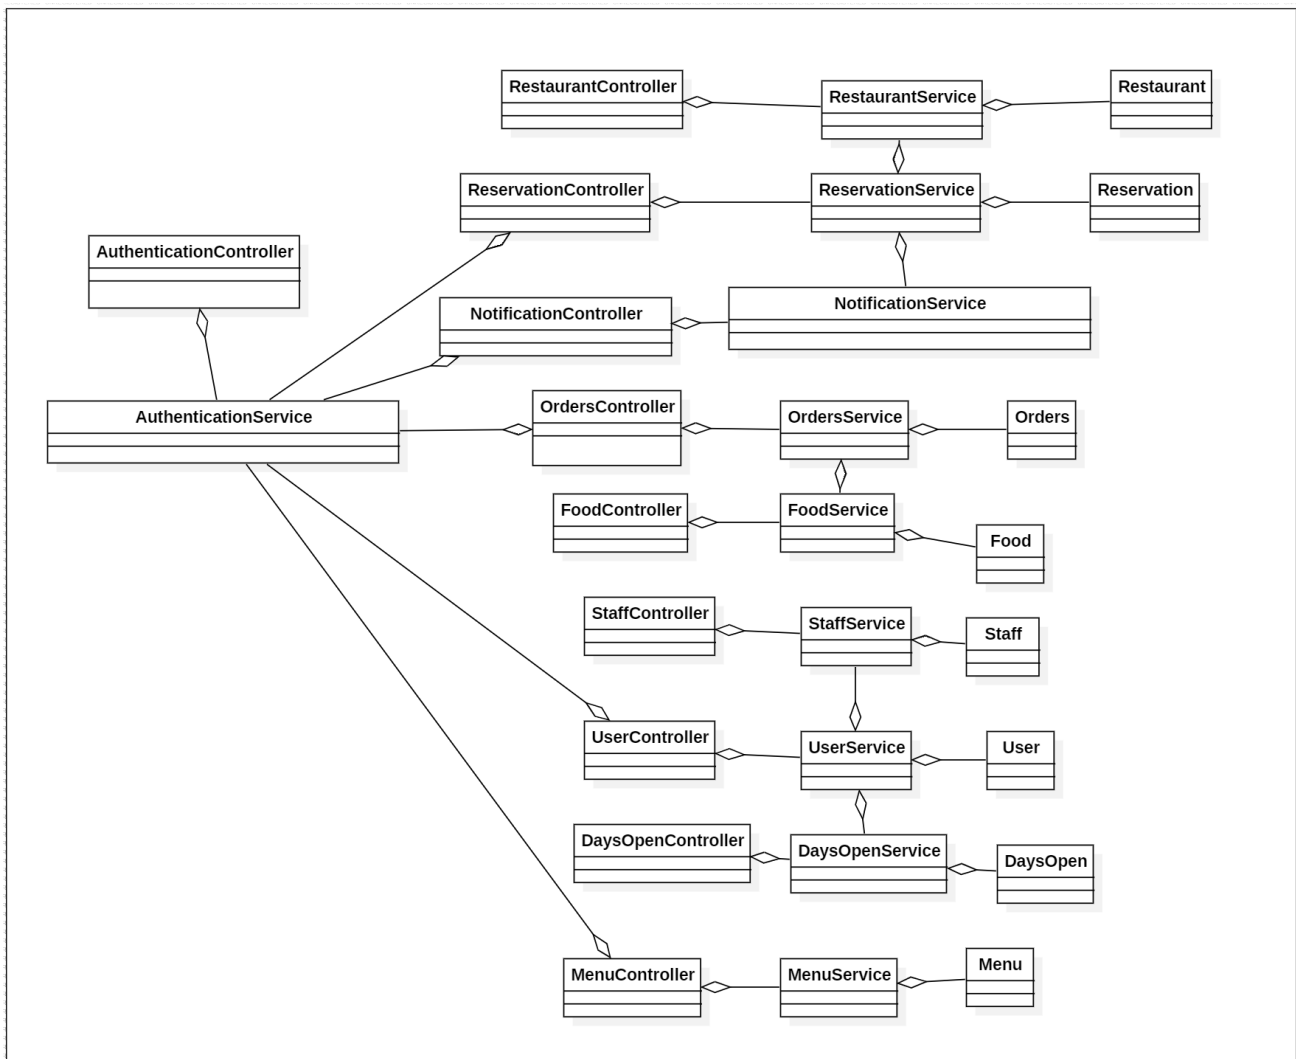 RestaurantController
RestaurantService
Restaurant
ReservationController
ReservationService
Reservation
AuthenticationController
NotificationController
NotificationService
AuthenticationService
OrdersController
OrdersService
Orders
FoodController
FoodService
Food
StaffController
StaffService
Staff
UserController
UserService
User
DaysOpenController
DaysOpenService
DaysOpen
MenuController
MenuService
Menu